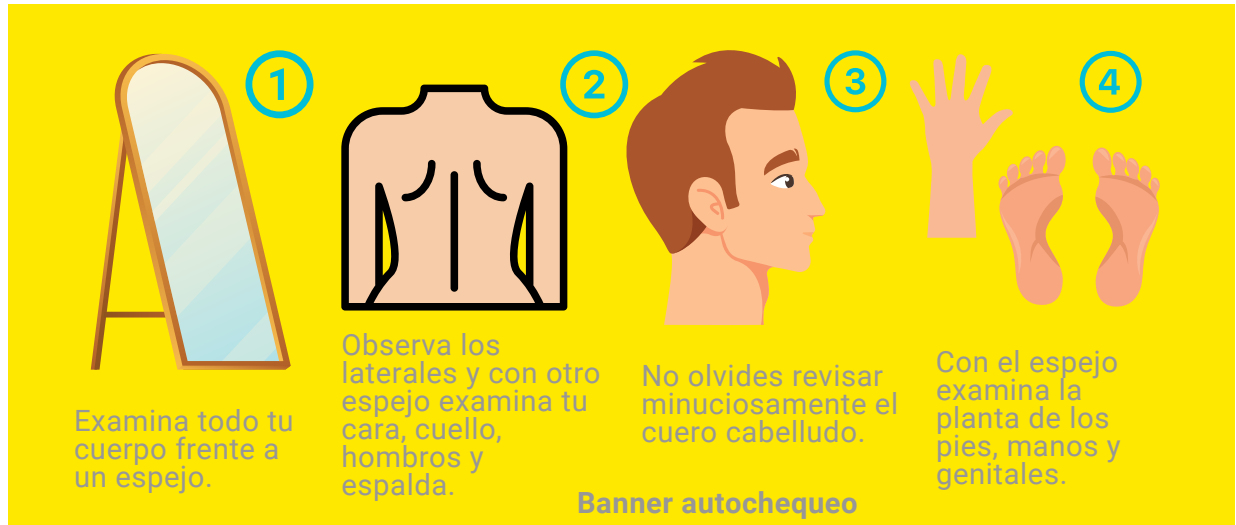 1
Examina todo tu
cuerpo frente a
un espejo.
2
Observa los
laterales y con otro
espejo examina tu
cara, cuello,
hombros y
espalda.
3
No olvides revisar
minuciosamente el
cuero cabelludo.
4
Con el espejo
examina la
planta de los
pies, manos y
genitales.
Banner autochequeo